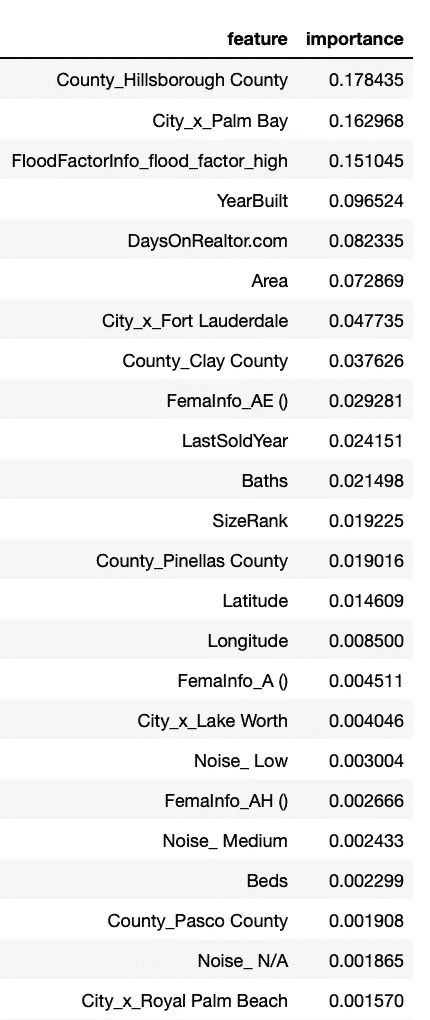 feature importance
County_Hillsborough County 0.178435
City_x_Palm Bay 0.162968
FloodFactorInfo_flood_factor_high 0.151045
YearBuilt 0.096524
DaysOnRealtor.com 0.082335
Area 0.072869
City_x_Fort Lauderdale 0.047735
County_Clay County 0.037626
FemaInfo_AE () 0.029281
LastSoldYear 0.024151
Baths 0.021498
SizeRank 0.019225
County_Pinellas County 0.019016
Latitude 0.014609
Longitude 0.008500
FemaInfo_A () 0.004511
City_x_Lake Worth 0.004046
Noise_ Low 0.003004
FemaInfo_AH () 0.002666
Noise_ Medium 0.002433
Beds 0.002299
County_Pasco County 0.001908
Noise_ N/A 0.001865
City_x_Royal Palm Beach 0.001570